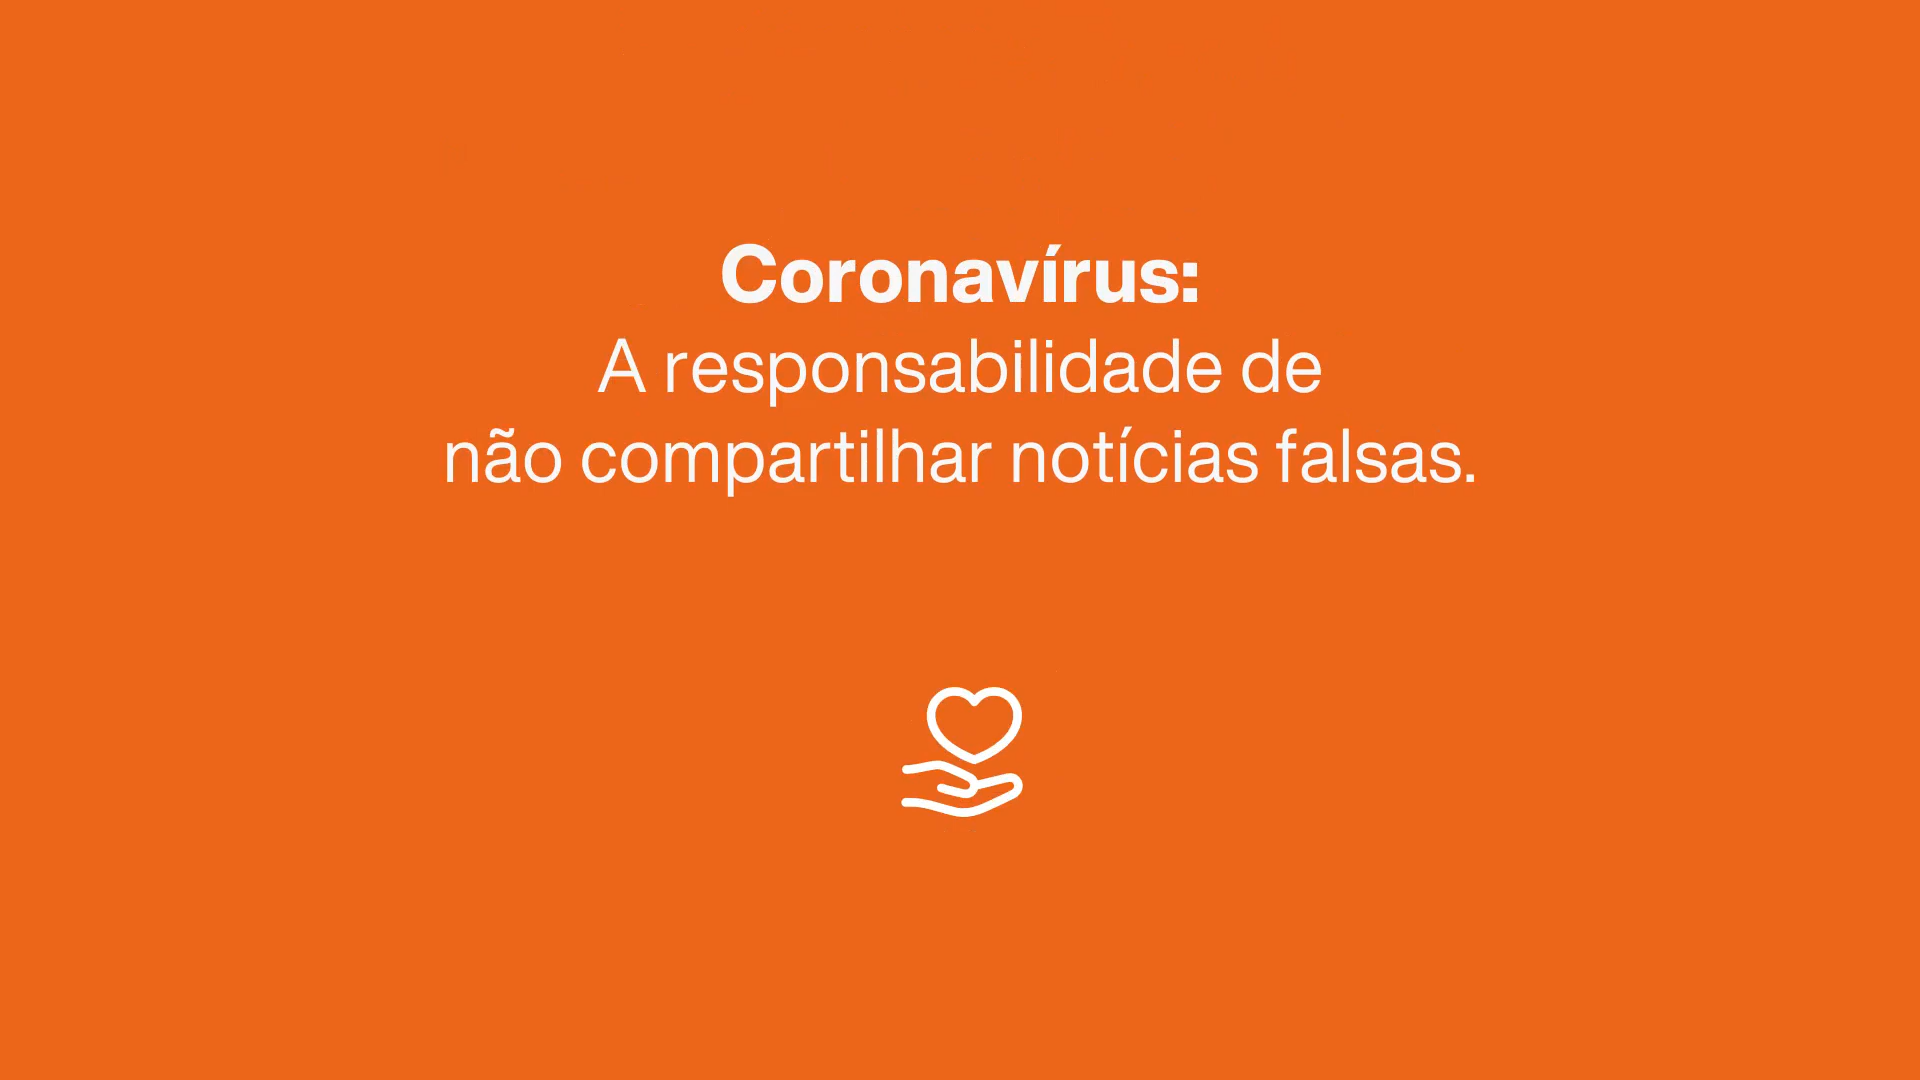 Coronavírus:
A responsabilidade de
não compartilhar notícias falsas.